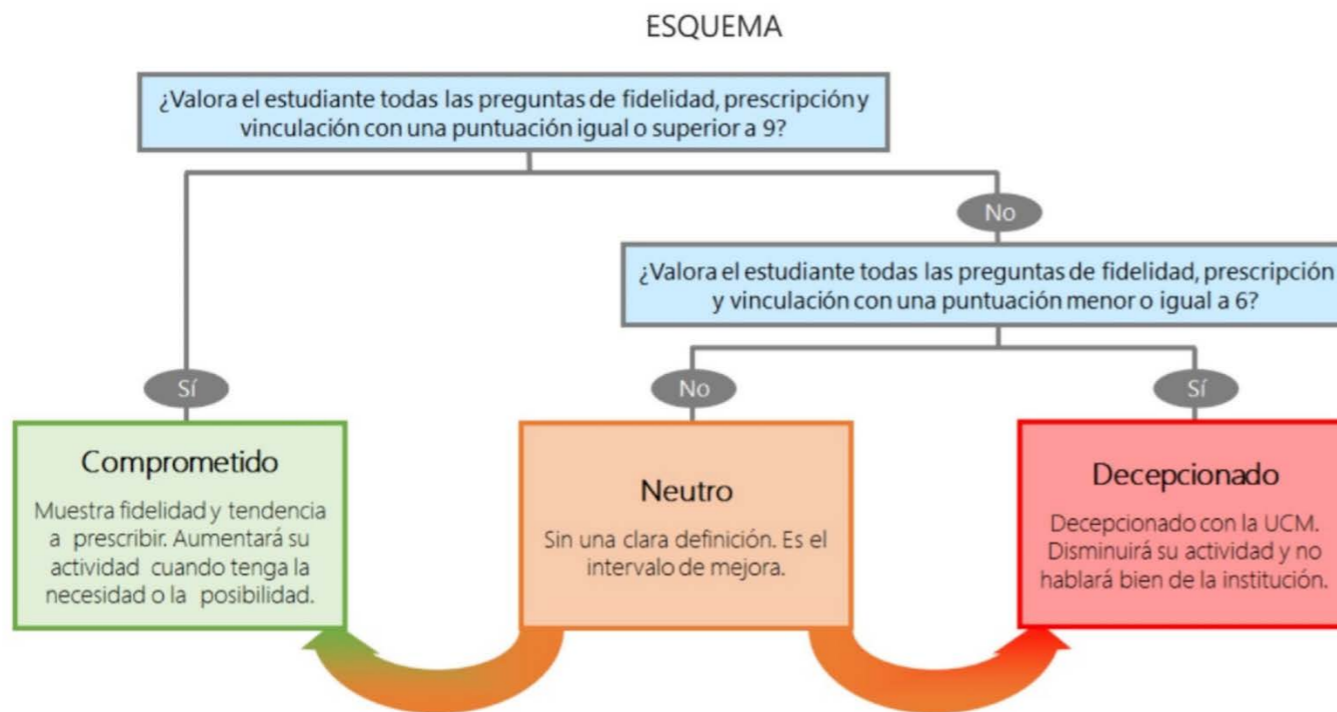 ESQUEMA
¿Valora el estudiante todas las preguntas de fidelidad, prescripción y
vinculación con una puntuación igual o superior a 9?
No
¿Valora el estudiante todas las preguntas de fidelidad, prescripción
y vinculación con una puntuación menor o igual a 6?
Sí
No
Sí
Comprometido
Muestra fidelidad y tendencia
a prescribir. Aumentará su
actividad cuando tenga la
necesidad o la posibilidad.
Neutro
Sin una clara definición. Es el
intervalo de mejora.
Decepcionado
Decepcionado con la UCM.
Disminuirá su actividad y no
hablará bien de la institución.